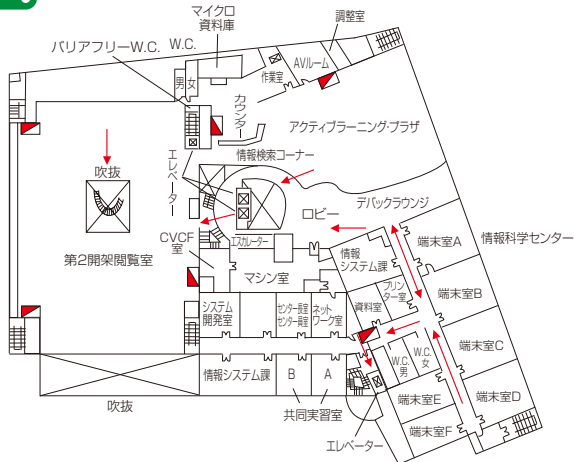 マイクロ
資料庫
調整室
バリアフリーW.C.
W.C.
男
女
作業室
AVルーム
カウンター
アクティブラーニング・プラザ
エレベーター
情報検索コーナー
吹抜
デバックラウンジ
ロビー
CVCF
室
エスカレーター
第2開架閲覧室
マシン室
情報
システム課
端末室A
情報科学センター
プリン
ター室
端末室B
資料室
システム
開発室
センター長室
センター長室
ネット
ワーク室
端末室C
W.C.
男
W.C.
女
情報システム課
B
A
端末室E
端末室D
吹抜
共同実習室
端末室F
エレベーター